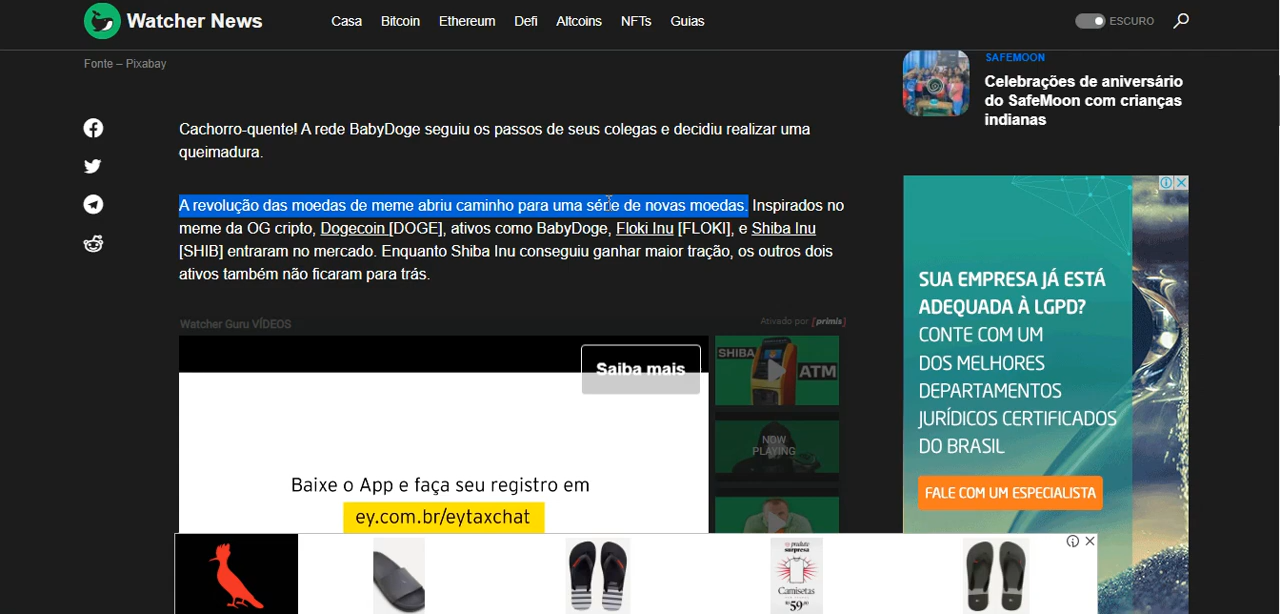 Watcher News
Casa Bitcoin Ethereum Defi Altcoins NFTs Guias
ESCURO
Fonte – Pixabay
Cachorro-quente! A rede BabyDoge seguiu os passos de seus colegas e decidiu realizar uma
queimadura.
A revolução das moedas de meme abriu caminho para uma série de novas moedas. Inspirados no
meme da OG cripto, Dogecoin [DOGE], ativos como BabyDoge, Floki Inu [FLOKI], e Shiba Inu
[SHIB] entraram no mercado. Enquanto Shiba Inu conseguiu ganhar maior tração, os outros dois
ativos também não ficaram para trás.
Watcher Guru VÍDEOS
Ativado por [primis]
Saiba mais
Baixe o App e faça seu registro em
ey.com.br/eytaxchat
SHIBA
ATM
NOW
PLAYING
SAFEMOON
Celebrações de aniversário
do SafeMoon com crianças
indianas
SUA EMPRESA JÁ ESTÁ
ADEQUADA À LGPD?
CONTE COM UM
DOS MELHORES
DEPARTAMENTOS
JURÍDICOS CERTIFICADOS
DO BRASIL
FALE COM UM ESPECIALISTA
produto
surpresa
Camisetas
R$59,80